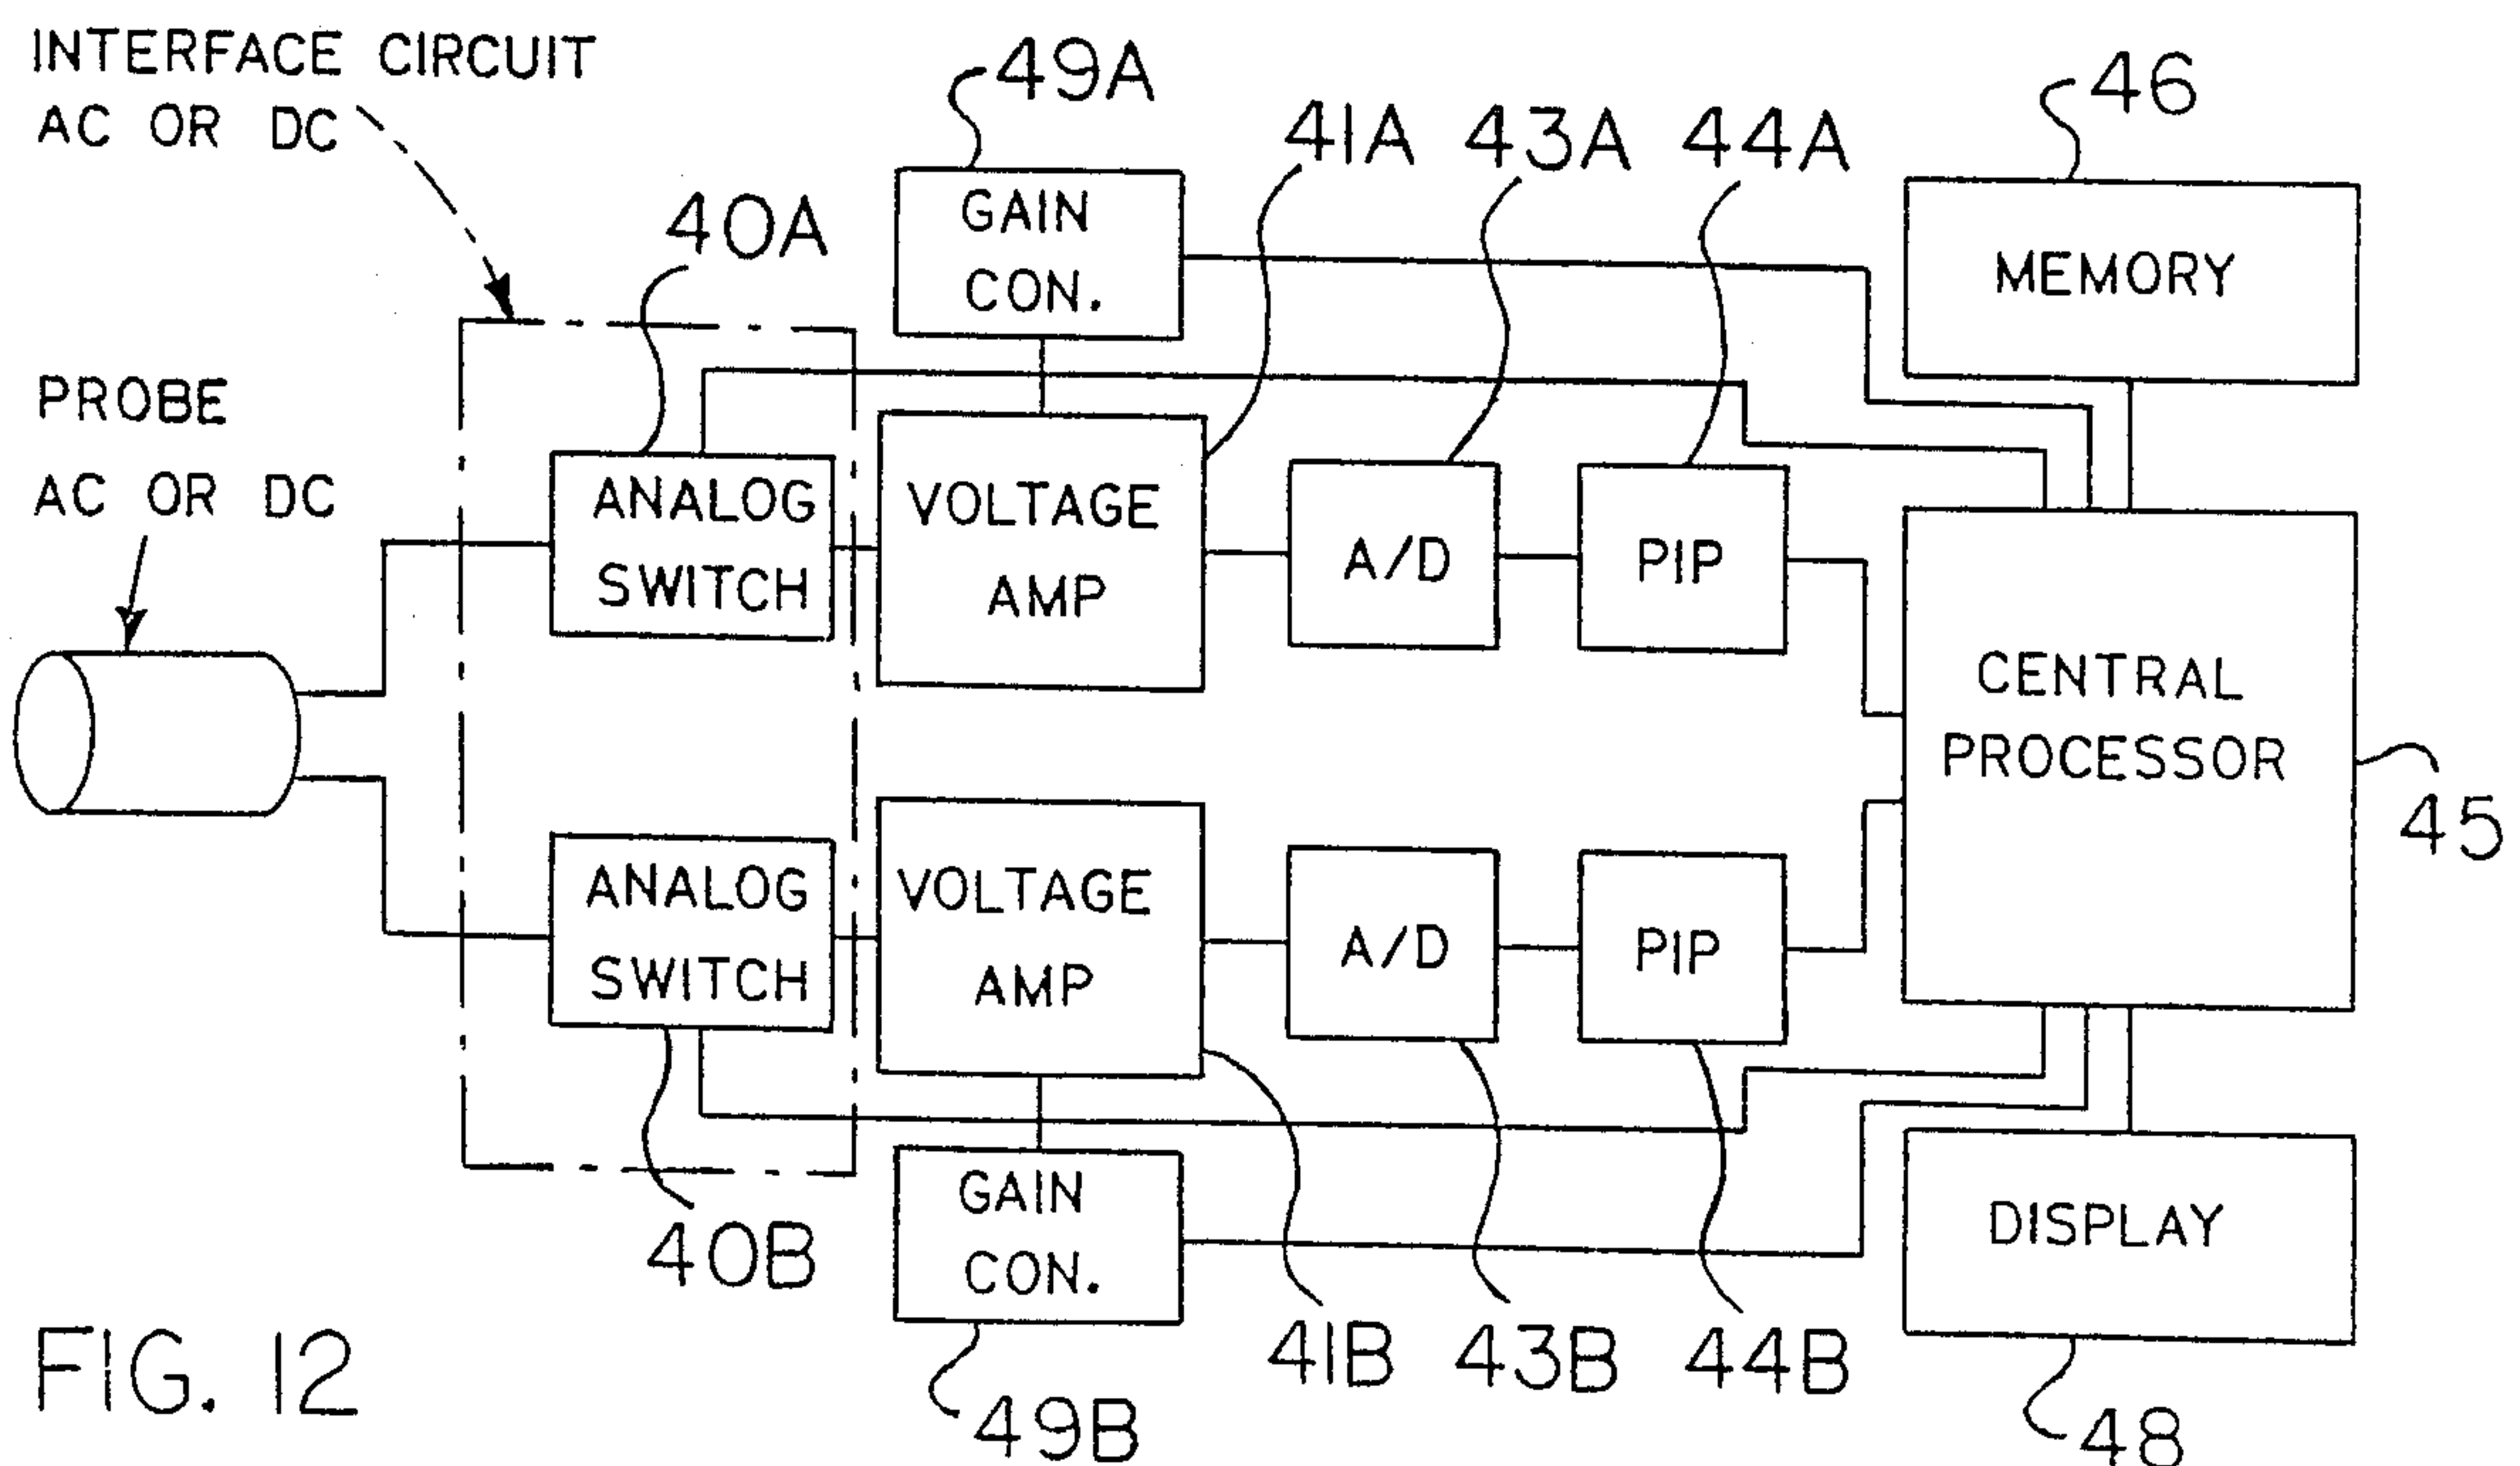 INTERFACE CIRCUIT
AC OR DC
49A
46
41A
43A
44A
40A
GAIN
CON.
MEMORY
PROBE
AC OR DC
ANALOG
SWITCH
VOLTAGE
AMP
A/D
PIP
CENTRAL
PROCESSOR
45
ANALOG
SWITCH
VOLTAGE
AMP
A/D
PIP
GAIN
CON.
DISPLAY
40B
41B
43B
44B
49B
48
FIG. 12